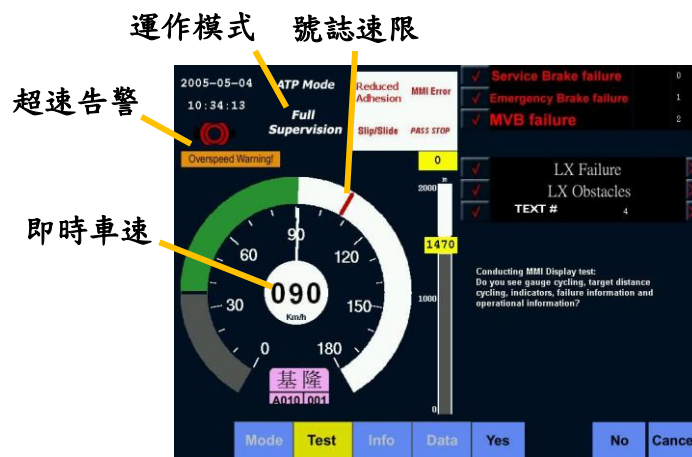 運作模式
號誌速限
超速告警
即時車速
2005-05-04
10:34:13
ATP Mode
Full
Supervision
Reduced
Adhesion
MMI Error
Slip/Slide
PASS STOP
Overspeed Warning!
Service Brake failure 0
Emergency Brake failure 1
MVB failure 2
0
m
2000
1470
1000
0
LX Failure
LX Obstacles
TEXT # 4
Conducting MMI Display test:
Do you see gauge cycling, target distance
cycling, indicators, failure information and
operational information?
0
30
60
90
120
150
180
090
Km/h
基隆
A010 001
Mode
Test
Info
Data
Yes
No
Cance